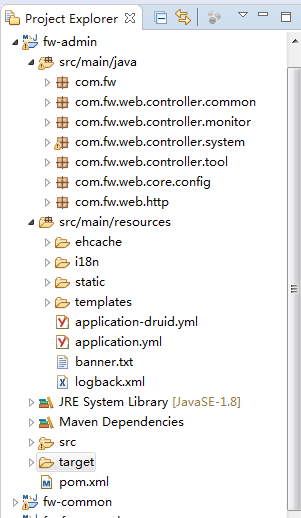 Project Explorer
fw-admin
src/main/java
com.fw
com.fw.web.controller.common
com.fw.web.controller.monitor
com.fw.web.controller.system
com.fw.web.controller.tool
com.fw.web.core.config
com.fw.web.http
src/main/resources
ehcache
i18n
static
templates
application-druid.yml
application.yml
banner.txt
logback.xml
JRE System Library [JavaSE-1.8]
Maven Dependencies
src
target
pom.xml
fw-common